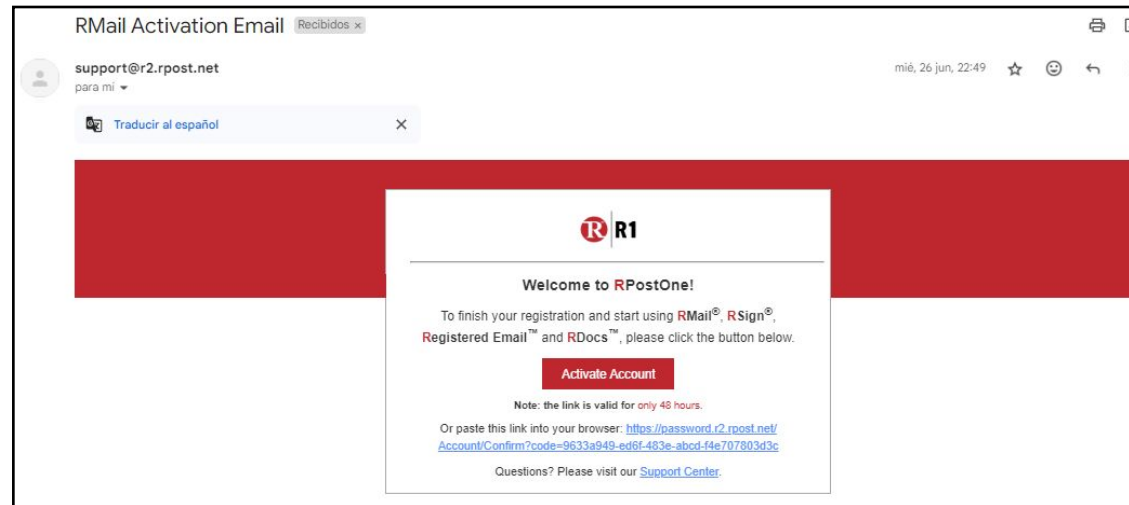 RMail Activation Email Recibidos x
support@r2.rpost.net mié, 26 jun, 22:49
para mi
Traducir al español
R R1
Welcome to RPostOne!
To finish your registration and start using RMail®, RSign®,
Registered Email™ and RDocs™, please click the button below.
Activate Account
Note: the link is valid for only 48 hours.
Or paste this link into your browser: https://password.r2.rpost.net/
Account/Confirm?code=9633a949-ed6f-483e-abcd-f4e707803d3c
Questions? Please visit our Support Center.